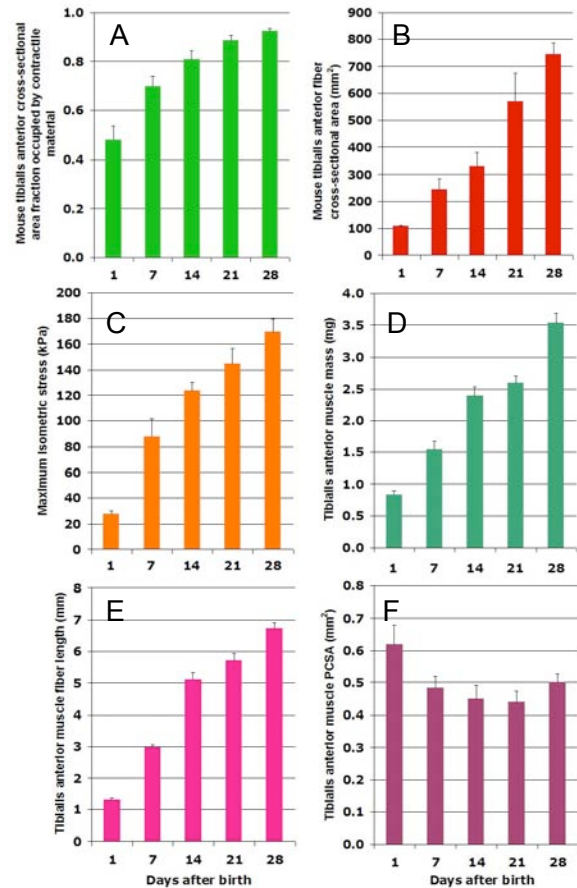 A
Mouse tibialis anterior cross-sectional
area fraction occupied by contractile
material
1.0
0.8
0.6
0.4
0.2
0.0
1 7 14 21 28
B
Mouse tibialis anterior fiber
cross-sectional area (mm²)
900
800
700
600
500
400
300
200
100
0
1 7 14 21 28
C
Maximum isometric stress (kPa)
200
180
160
140
120
100
80
60
40
20
0
1 7 14 21 28
D
Tibialis anterior muscle mass (mg)
4.0
3.5
3.0
2.5
2.0
1.5
1.0
0.5
0.0
1 7 14 21 28
E
Tibialis anterior muscle fiber length (mm)
8
7
6
5
4
3
2
1
0
1 7 14 21 28
Days after birth
F
Tibialis anterior muscle PCSA (mm²)
0.8
0.7
0.6
0.5
0.4
0.3
0.2
0.1
0.0
1 7 14 21 28
Days after birth